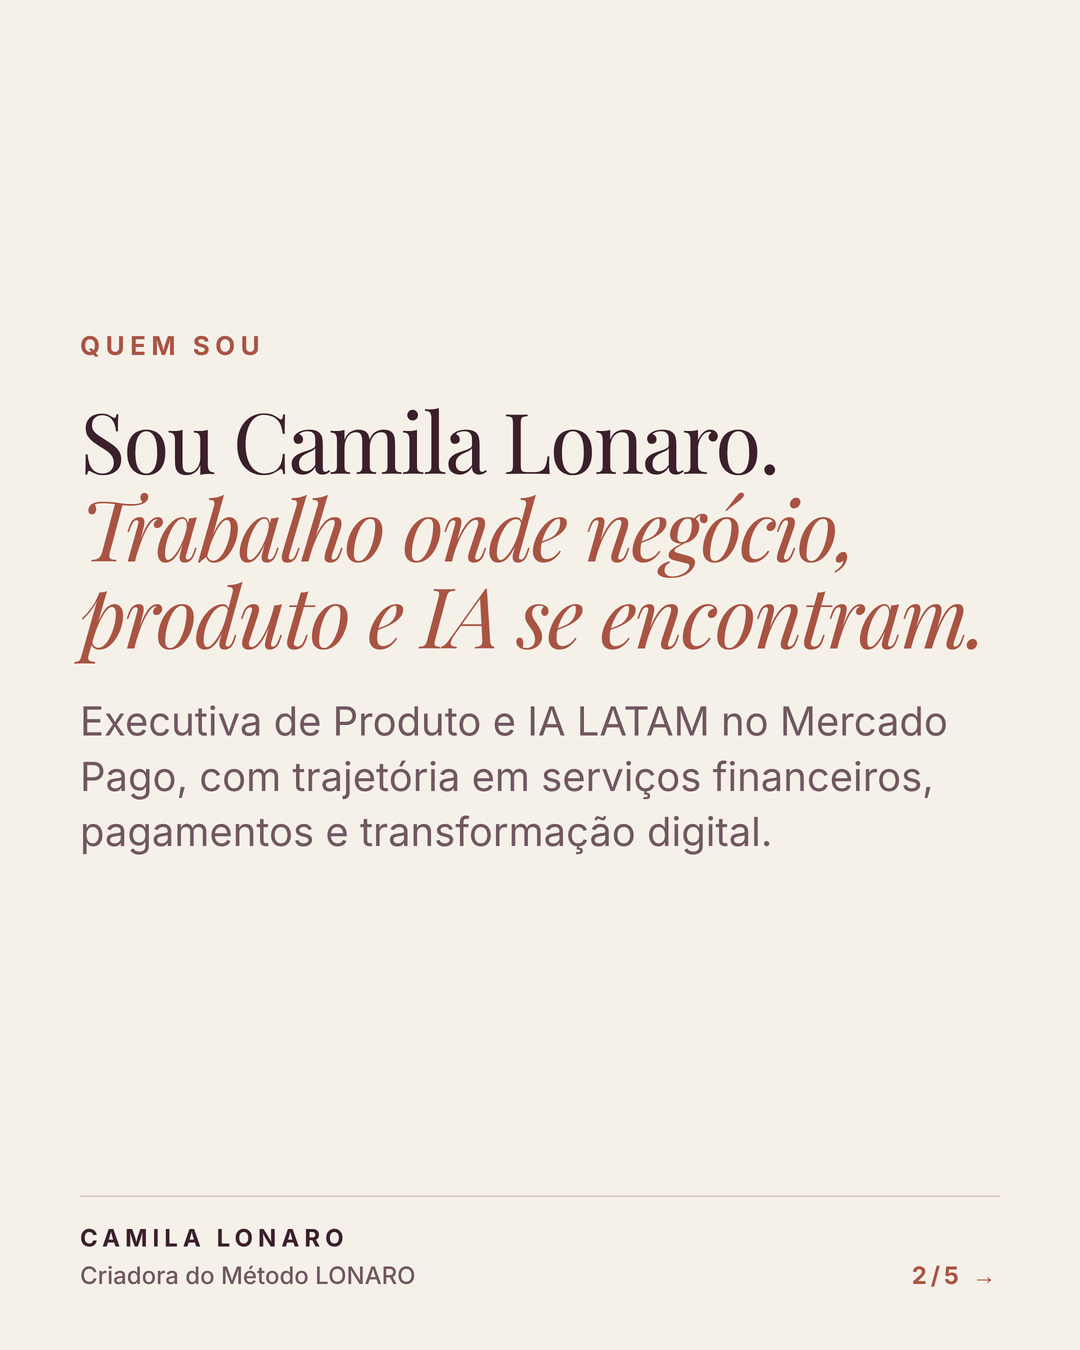 QUEM SOU
Sou Camila Lonaro.
Trabalho onde negócio,
produto e IA se encontram.
Executiva de Produto e IA LATAM no Mercado
Pago, com trajetória em serviços financeiros,
pagamentos e transformação digital.
CAMILA LONARO
Criadora do Método LONARO
2/5 →